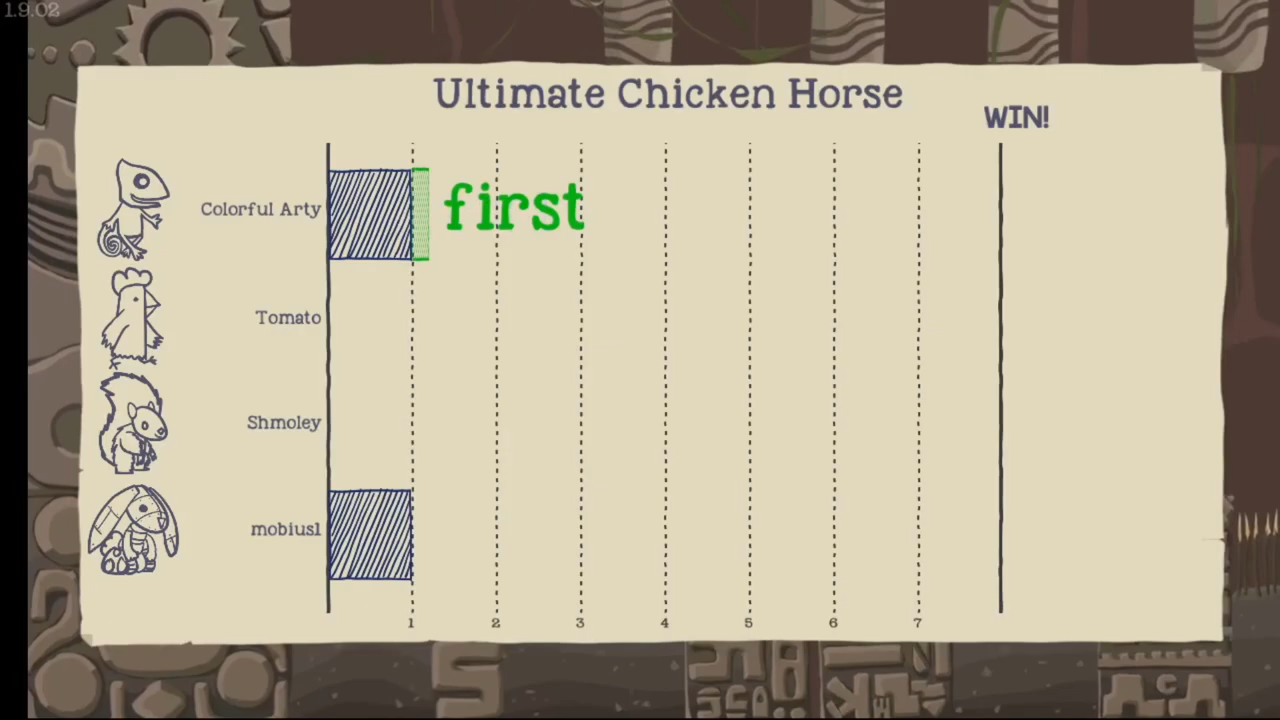 1.9.02
Ultimate Chicken Horse
WIN!
Colorful Arty
first
Tomato
Shmoley
mobius1
1 2 3 4 5 6 7